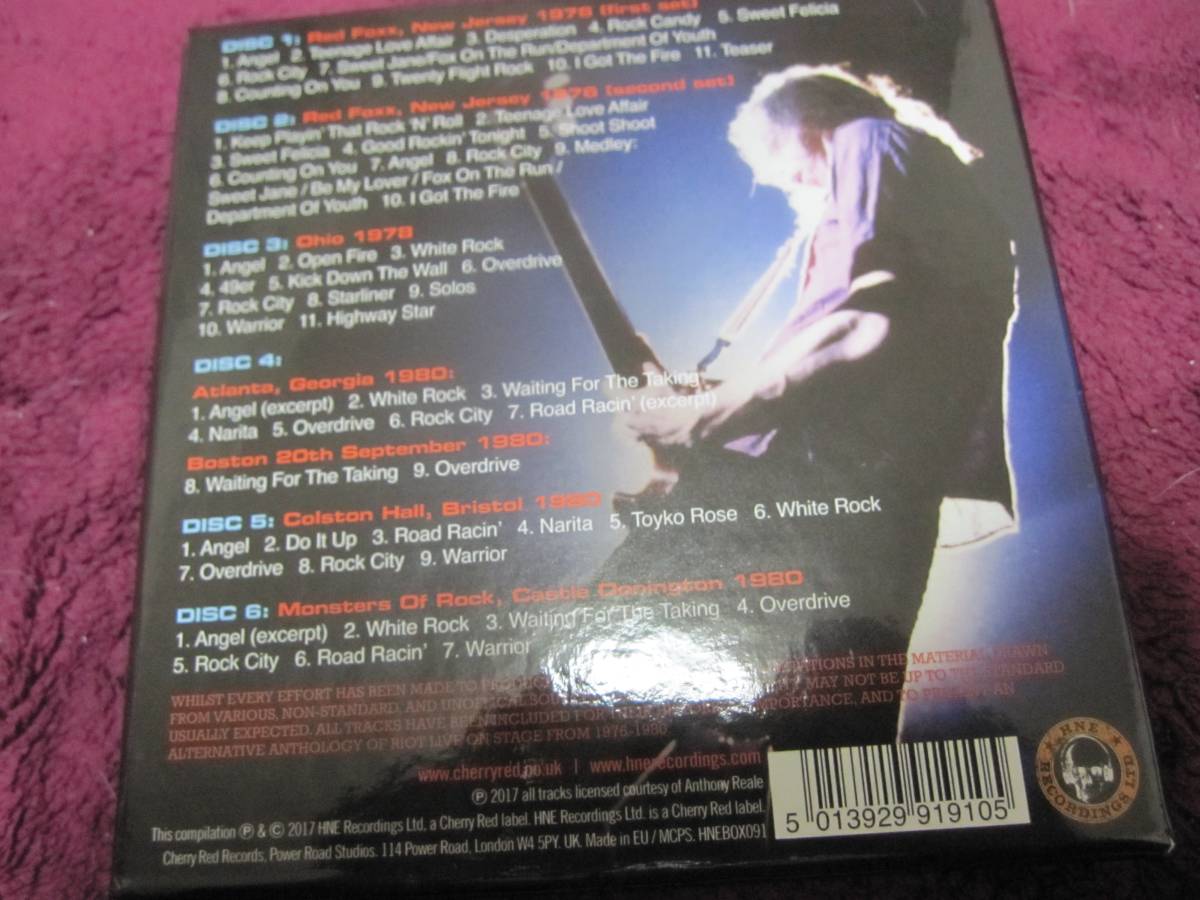 DISC 1: Red Foxx, New Jersey 1976 (first set)
1. Angel 2. Teenage Love Affair 3. Desperation 4. Rock Candy 5. Sweet Felicia
6. Rock City 7. Sweet Jane/Fox On The Run/Department Of Youth
8. Counting On You 9. Twenty Flight Rock 10. I Got The Fire 11. Teaser
DISC 2: Red Foxx, New Jersey 1976 (second set)
1. Keep Playin' That Rock 'N' Roll 2. Teenage Love Affair
3. Sweet Felicia 4. Good Rockin' Tonight 5. Shoot Shoot
6. Counting On You 7. Angel 8. Rock City 9. Medley:
Sweet Jane / Be My Lover / Fox On The Run /
Department Of Youth 10. I Got The Fire
DISC 3: Ohio 1978
1. Angel 2. Open Fire 3. White Rock
4. 49er 5. Kick Down The Wall 6. Overdrive
7. Rock City 8. Starliner 9. Solos
10. Warrior 11. Highway Star
DISC 4:
Atlanta, Georgia 1980:
1. Angel (excerpt) 2. White Rock 3. Waiting For The Taking
4. Narita 5. Overdrive 6. Rock City 7. Road Racin' (excerpt)
Boston 20th September 1980:
8. Waiting For The Taking 9. Overdrive
DISC 5: Colston Hall, Bristol 1980
1. Angel 2. Do It Up 3. Road Racin' 4. Narita 5. Toyko Rose 6. White Rock
7. Overdrive 8. Rock City 9. Warrior
DISC 6: Monsters Of Rock, Castle Donington 1980
1. Angel (excerpt) 2. White Rock 3. Waiting For The Taking 4. Overdrive
5. Rock City 6. Road Racin' 7. Warrior
WHILST EVERY EFFORT HAS BEEN MADE TO IN THE MATERIAL DRAWN
FROM VARIOUS, NON-STANDARD, AND UNOFFICIAL MAY NOT BE UP TO THE STANDARD
USUALLY EXPECTED. ALL TRACKS HAVE BEEN INCLUDED FOR IMPORTANCE, AND TO AN
ALTERNATIVE ANTHOLOGY OF RIOT LIVE ON STAGE FROM 1976-1980.
www.cherryred.co.uk | www.hnerecordings.com
℗ 2017 all tracks licensed courtesy of Anthony Reale
This compilation ℗ & © 2017 HNE Recordings Ltd, a Cherry Red label. HNE Recordings Ltd. is a Cherry Red label.
Cherry Red Records, Power Road Studios, 114 Power Road, London W4 5PY. UK. Made in EU / MCPS. HNEBOX091
5 013929 919105
HNE RECORDINGS LTD